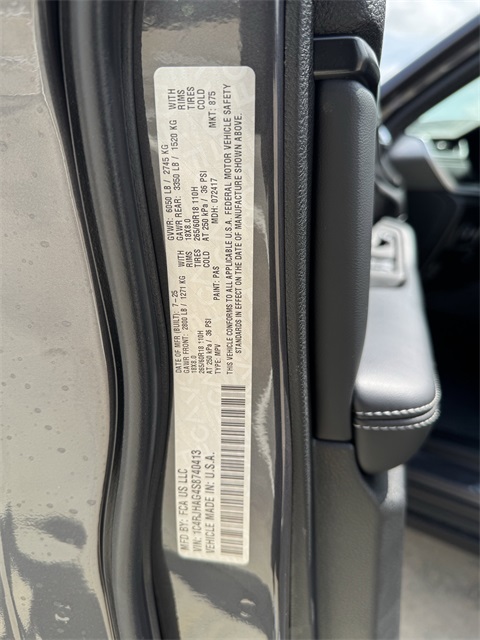 MFD BY: FCA US LLC
DATE OF MFR (BUILT): 7-25
GVWR: 6050 LB / 2745 KG
GAWR FRONT: 2800 LB / 1271 KG WITH
GAWR REAR: 3350 LB / 1520 KG WITH
18X8.0 RIMS
18X8.0 RIMS
265/60R18 110H TIRES
265/60R18 110H TIRES
AT 250 kPa / 36 PSI COLD
AT 250 kPa / 36 PSI COLD
TYPE: MPV
PAINT: PAS
MDH: 072417
MKT: 875
VIN: 1C4RJHAG4S8740413
VEHICLE MADE IN: U.S.A.
THIS VEHICLE CONFORMS TO ALL APPLICABLE U.S.A. FEDERAL MOTOR VEHICLE SAFETY
STANDARDS IN EFFECT ON THE DATE OF MANUFACTURE SHOWN ABOVE.